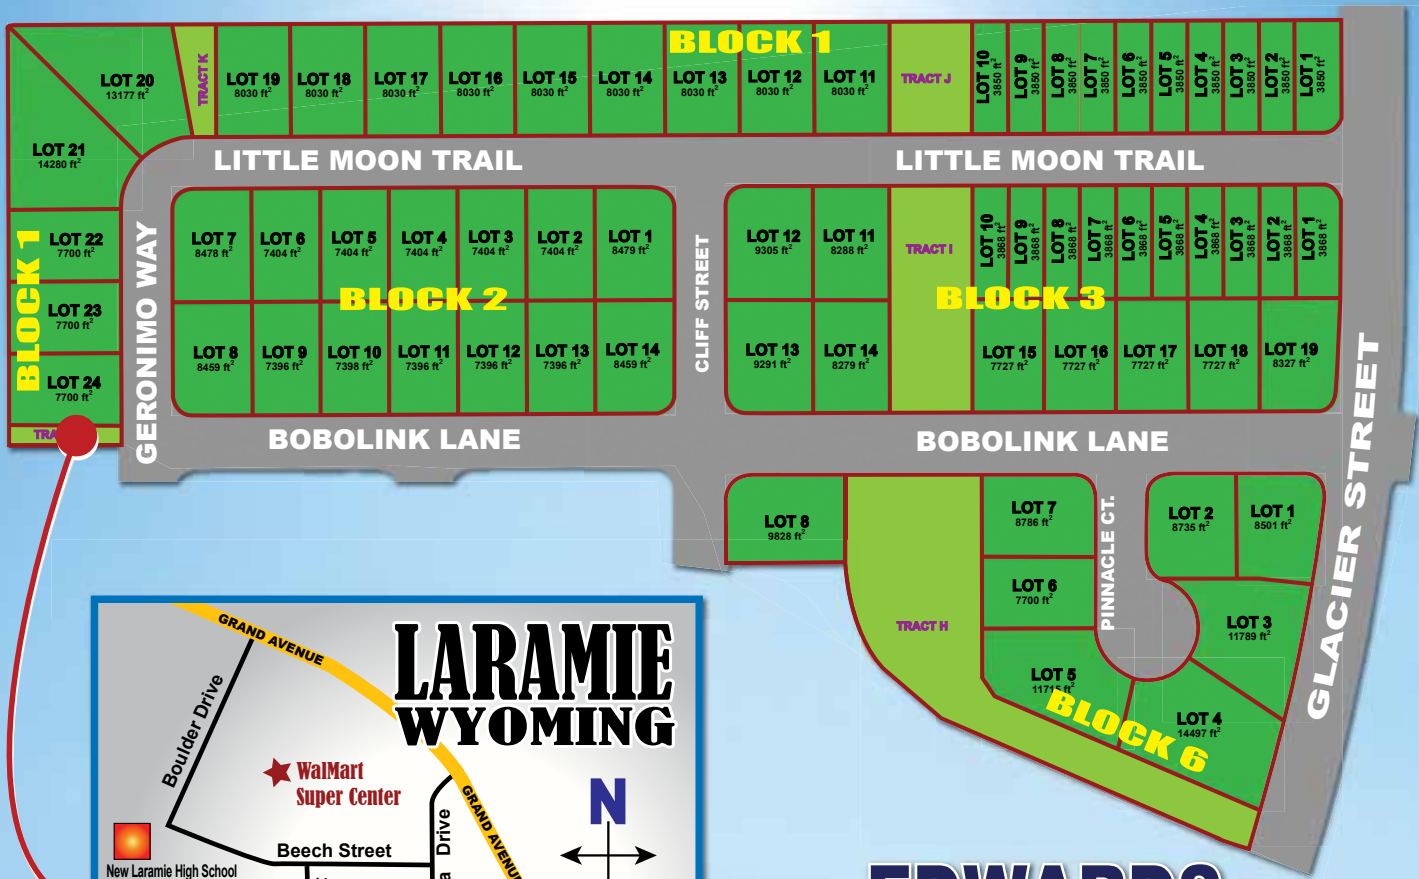 BLOCK 1
LOT 20
13177 ft²
TRACT K
LOT 19
8030 ft²
LOT 18
8030 ft²
LOT 17
8030 ft²
LOT 16
8030 ft²
LOT 15
8030 ft²
LOT 14
8030 ft²
LOT 13
8030 ft²
LOT 12
8030 ft²
LOT 11
8030 ft²
TRACT J
LOT 10
3850 ft²
LOT 9
3850 ft²
LOT 8
3850 ft²
LOT 7
3850 ft²
LOT 6
3850 ft²
LOT 5
3850 ft²
LOT 4
3850 ft²
LOT 3
3850 ft²
LOT 2
3850 ft²
LOT 1
3850 ft²
LOT 21
14280 ft²
LITTLE MOON TRAIL
LITTLE MOON TRAIL
BLOCK 1
LOT 22
7700 ft²
LOT 23
7700 ft²
LOT 24
7700 ft²
GERONIMO WAY
LOT 7
8478 ft²
LOT 6
7404 ft²
LOT 5
7404 ft²
LOT 4
7404 ft²
LOT 3
7404 ft²
LOT 2
7404 ft²
LOT 1
8479 ft²
BLOCK 2
LOT 8
8459 ft²
LOT 9
7396 ft²
LOT 10
7398 ft²
LOT 11
7396 ft²
LOT 12
7396 ft²
LOT 13
7396 ft²
LOT 14
8459 ft²
CLIFF STREET
LOT 12
9305 ft²
LOT 11
8288 ft²
TRACT I
LOT 10
3868 ft²
LOT 9
3868 ft²
LOT 8
3868 ft²
LOT 7
3868 ft²
LOT 6
3868 ft²
LOT 5
3868 ft²
LOT 4
3868 ft²
LOT 3
3868 ft²
LOT 2
3868 ft²
LOT 1
3868 ft²
BLOCK 3
LOT 13
9291 ft²
LOT 14
8279 ft²
LOT 15
7727 ft²
LOT 16
7727 ft²
LOT 17
7727 ft²
LOT 18
7727 ft²
LOT 19
8327 ft²
BOBOLINK LANE
BOBOLINK LANE
GLACIER STREET
LOT 8
9828 ft²
TRACT H
LOT 7
8786 ft²
LOT 6
7700 ft²
LOT 5
PINNACLE CT.
LOT 2
8735 ft²
LOT 1
8501 ft²
LOT 3
11789 ft²
LOT 4
14497 ft²
BLOCK 6
LARAMIE
WYOMING
GRAND AVENUE
Boulder Drive
WalMart
Super Center
N
GRAND AVENUE
Drive
Beech Street
New Laramie High School